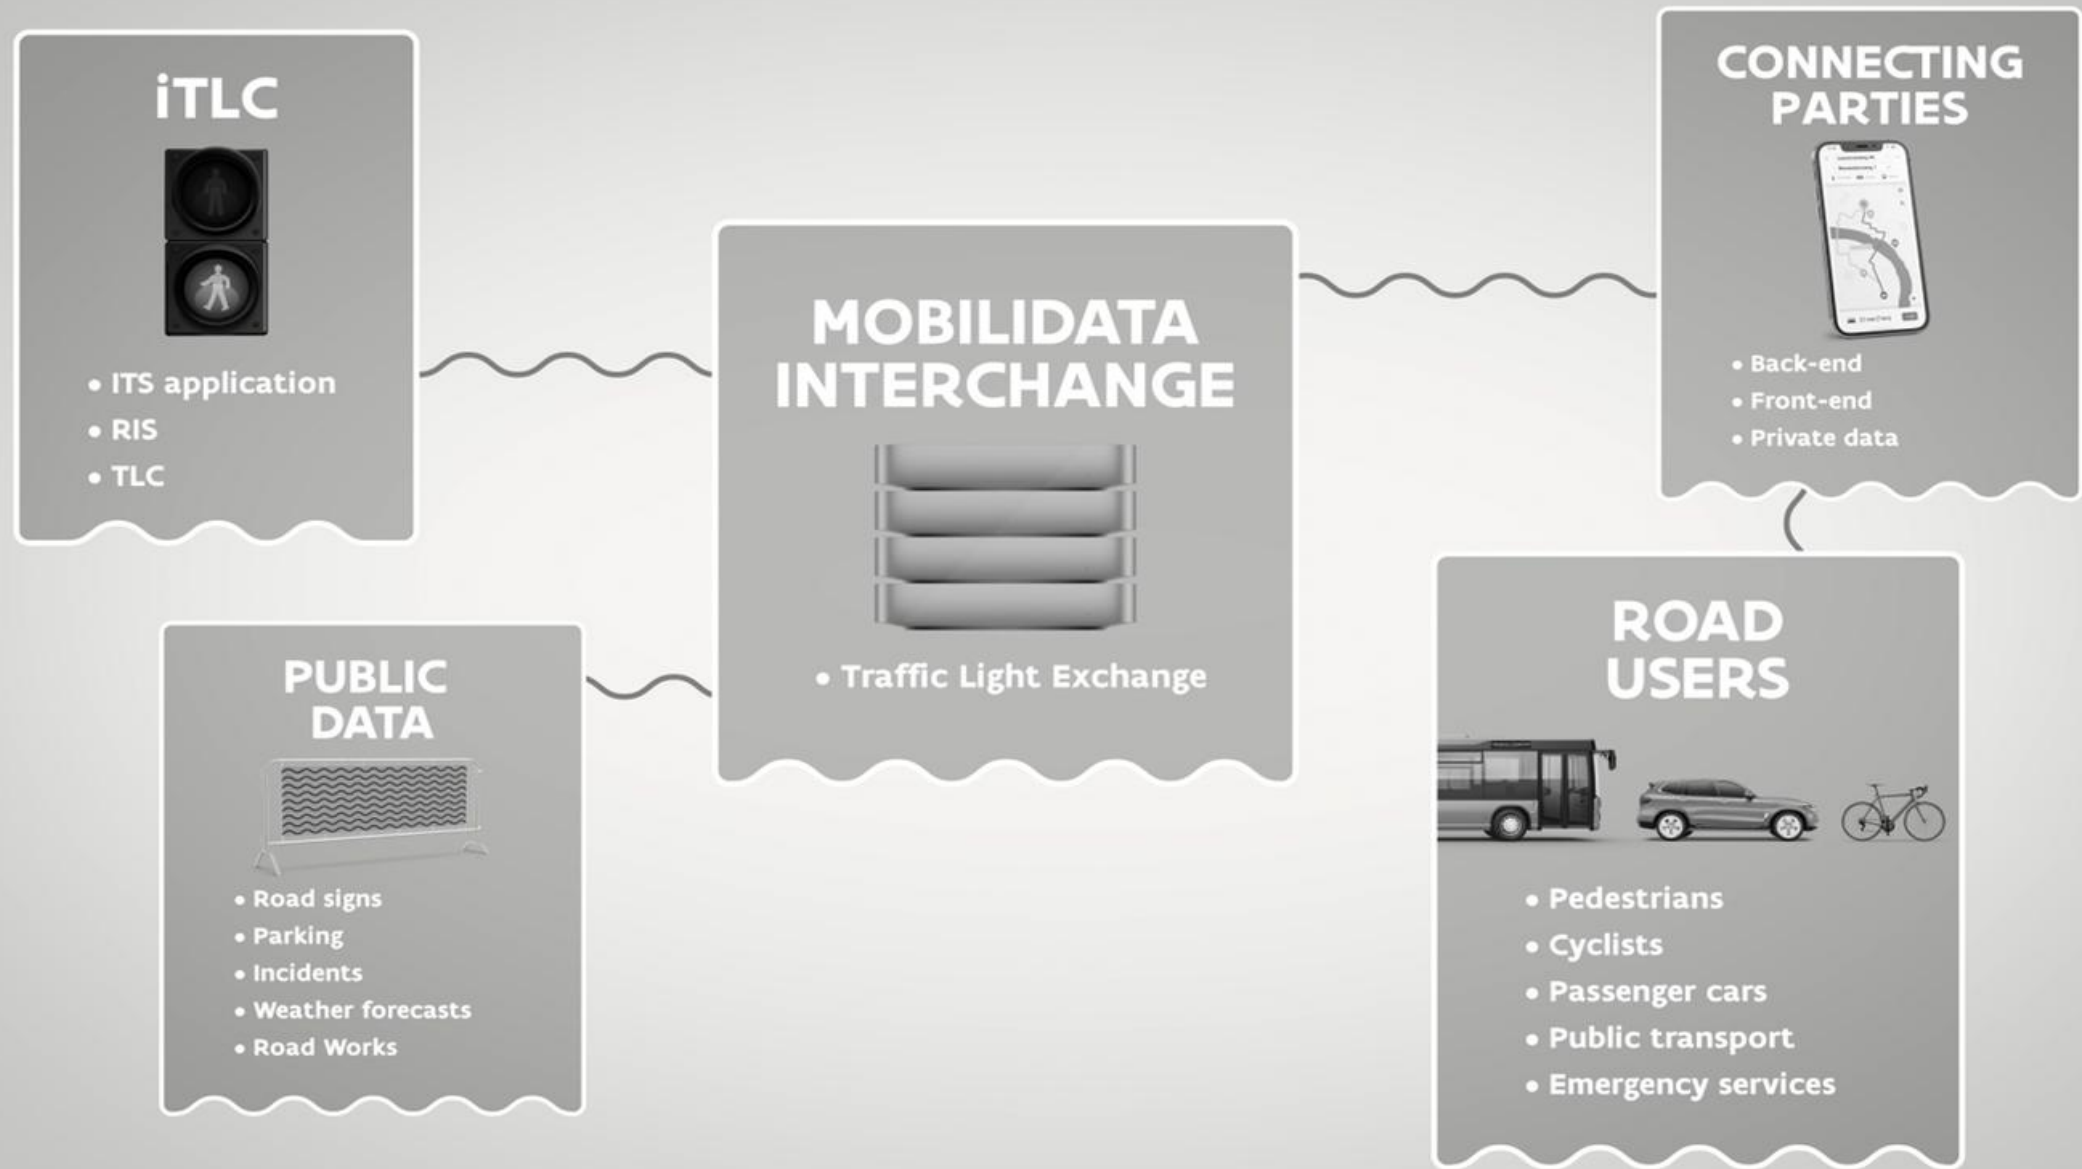 iTLC
• ITS application
• RIS
• TLC
PUBLIC
DATA
• Road signs
• Parking
• Incidents
• Weather forecasts
• Road Works
MOBILIDATA
INTERCHANGE
• Traffic Light Exchange
CONNECTING
PARTIES
• Back-end
• Front-end
• Private data
ROAD
USERS
• Pedestrians
• Cyclists
• Passenger cars
• Public transport
• Emergency services